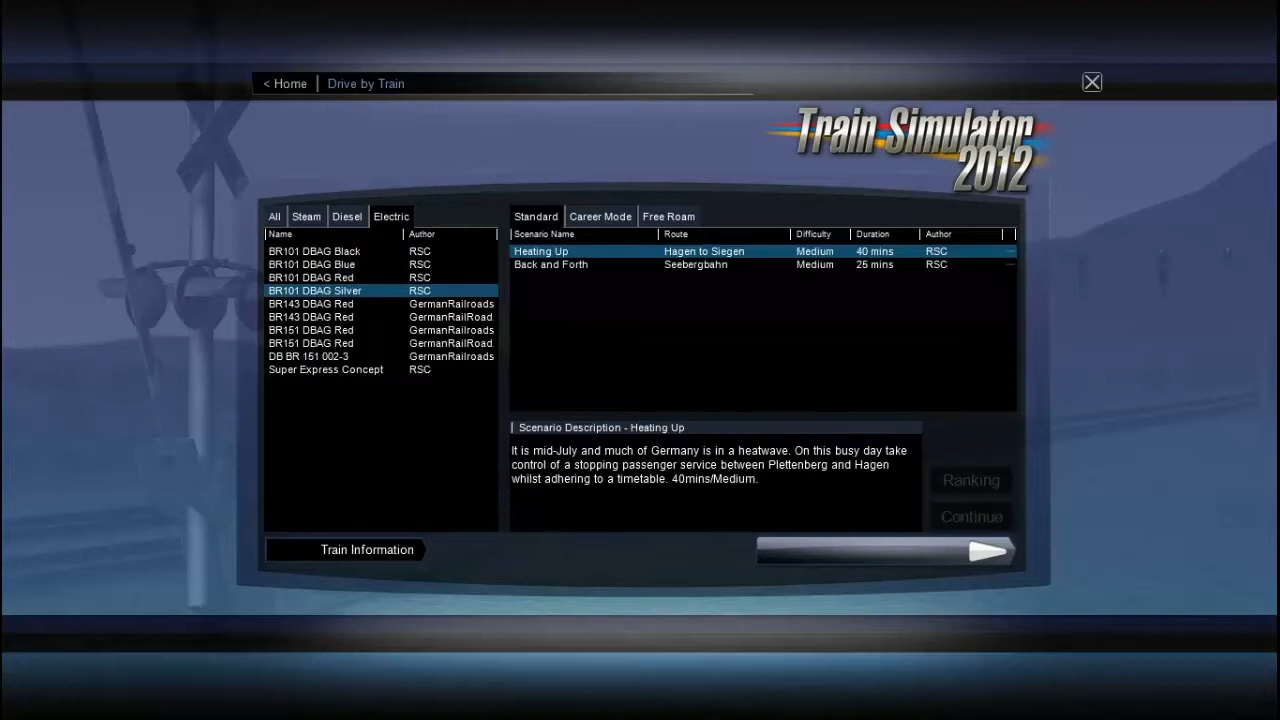 < Home | Drive by Train
Train Simulator
2012
All Steam Diesel Electric
Name Author
BR101 DBAG Black RSC
BR101 DBAG Blue RSC
BR101 DBAG Red RSC
BR101 DBAG Silver RSC
BR143 DBAG Red GermanRailroads
BR143 DBAG Red GermanRailRoad
BR151 DBAG Red GermanRailroads
BR151 DBAG Red GermanRailRoad
DB BR 151 002-3 GermanRailroads
Super Express Concept RSC
Standard Career Mode Free Roam
Scenario Name Route Difficulty Duration Author
Heating Up Hagen to Siegen Medium 40 mins RSC
Back and Forth Seebergbahn Medium 25 mins RSC
Scenario Description - Heating Up
It is mid-July and much of Germany is in a heatwave. On this busy day take
control of a stopping passenger service between Plettenberg and Hagen
whilst adhering to a timetable. 40mins/Medium.
Ranking
Continue
Train Information